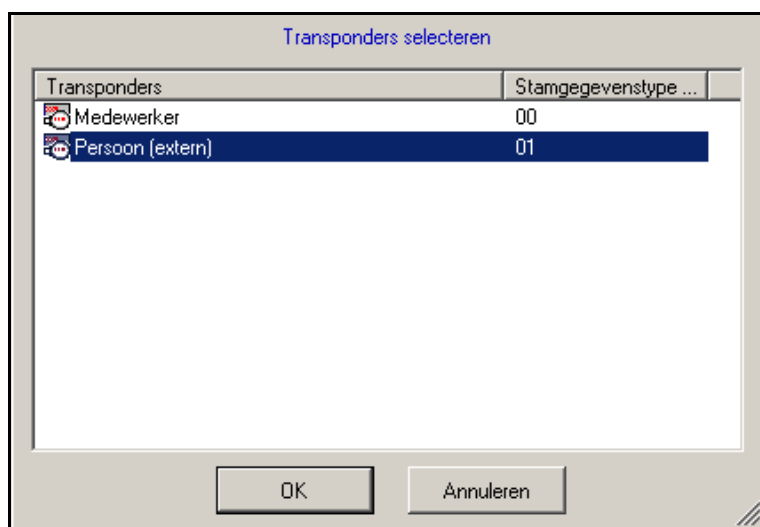 Transponders selecteren
Transponders Stamgegevenstype ...
Medewerker 00
Persoon (extern) 01
OK Annuleren